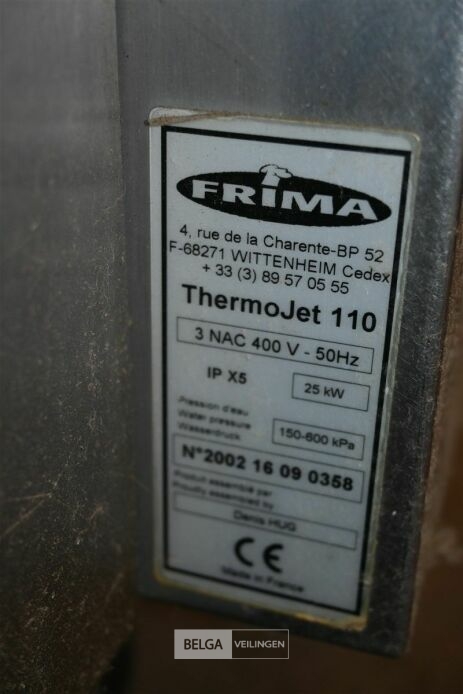 FRIMA
4, rue de la Charente-BP 52
F-68271 WITTENHEIM Cedex
+ 33 (3) 89 57 05 55
ThermoJet 110
3 NAC 400 V - 50Hz
IP X5
25 kW
Pression d'eau
Water pressure
Wasserdruck
150-600 kPa
N°2002 16 09 0358
Produit assemblé par
Proudly assembled by
Denis HUG
CE
Made in France
BELGA VEILINGEN